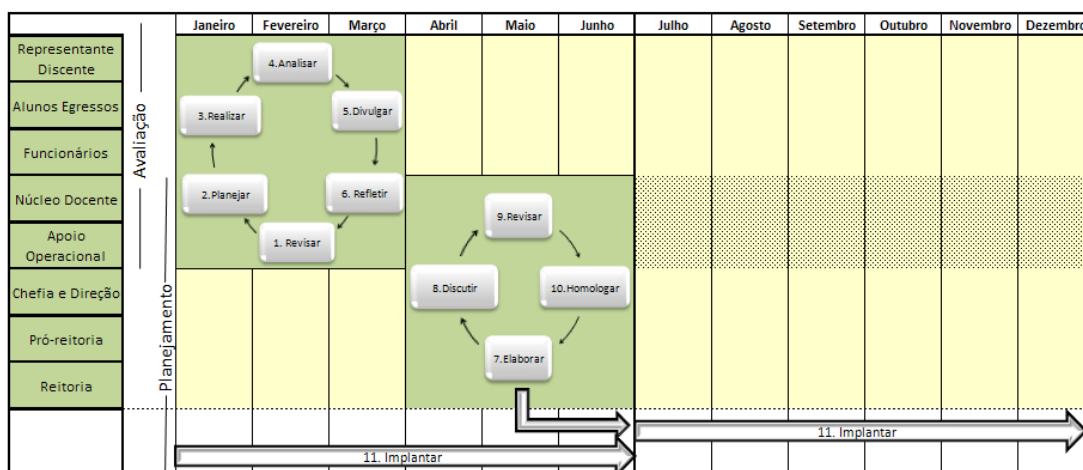 Janeiro Fevereiro Março Abril Maio Junho Julho Agosto Setembro Outubro Novembro Dezembro
Representante
Discente
Alunos Egressos
Funcionários
Núcleo Docente
Apoio
Operacional
Chefia e Direção
Pró-reitoria
Reitoria
Avaliação
Planejamento
4.Analisar
3.Realizar
5.Divulgar
2.Planejar
6. Refletir
1. Revisar
9.Revisar
8.Discutir
10.Homologar
7.Elaborar
11. Implantar
11. Implantar